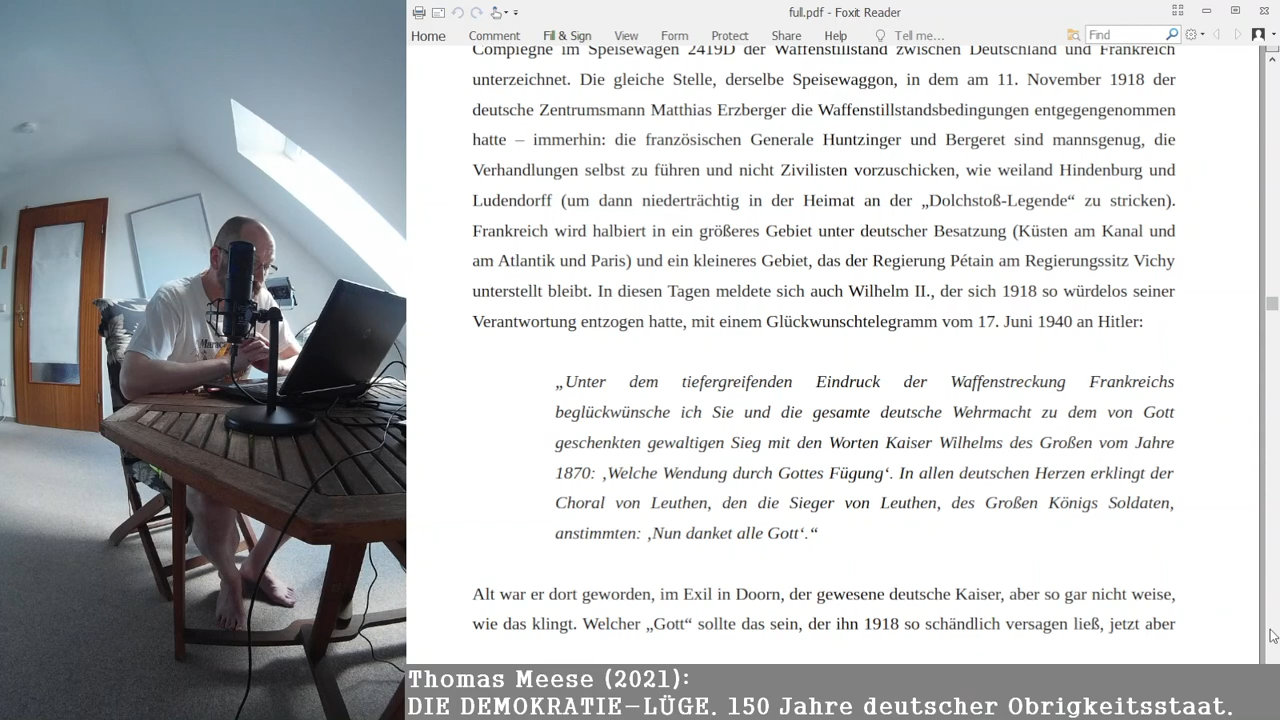 full.pdf - Foxit Reader
Home Comment Fill & Sign View Form Protect Share Help Tell me… Find
Compiègne im Speisewagen 2419D der Waffenstillstand zwischen Deutschland und Frankreich
unterzeichnet. Die gleiche Stelle, derselbe Speisewaggon, in dem am 11. November 1918 der
deutsche Zentrumsmann Matthias Erzberger die Waffenstillstandsbedingungen entgegengenommen
hatte – immerhin: die französischen Generale Huntzinger und Bergeret sind mannsgenug, die
Verhandlungen selbst zu führen und nicht Zivilisten vorzuschicken, wie weiland Hindenburg und
Ludendorff (um dann niederträchtig in der Heimat an der „Dolchstoß-Legende“ zu stricken).
Frankreich wird halbiert in ein größeres Gebiet unter deutscher Besatzung (Küsten am Kanal und
am Atlantik und Paris) und ein kleineres Gebiet, das der Regierung Pétain am Regierungssitz Vichy
unterstellt bleibt. In diesen Tagen meldete sich auch Wilhelm II., der sich 1918 so würdelos seiner
Verantwortung entzogen hatte, mit einem Glückwunschtelegramm vom 17. Juni 1940 an Hitler:
„Unter dem tiefergreifenden Eindruck der Waffenstreckung Frankreichs
beglückwünsche ich Sie und die gesamte deutsche Wehrmacht zu dem von Gott
geschenkten gewaltigen Sieg mit den Worten Kaiser Wilhelms des Großen vom Jahre
1870: ‚Welche Wendung durch Gottes Fügung‘. In allen deutschen Herzen erklingt der
Choral von Leuthen, den die Sieger von Leuthen, des Großen Königs Soldaten,
anstimmten: ‚Nun danket alle Gott‘.“
Alt war er dort geworden, im Exil in Doorn, der gewesene deutsche Kaiser, aber so gar nicht weise,
wie das klingt. Welcher „Gott“ sollte das sein, der ihn 1918 so schändlich versagen ließ, jetzt aber
Thomas Meese (2021):
DIE DEMOKRATIE-LÜGE. 150 Jahre deutscher Obrigkeitsstaat.